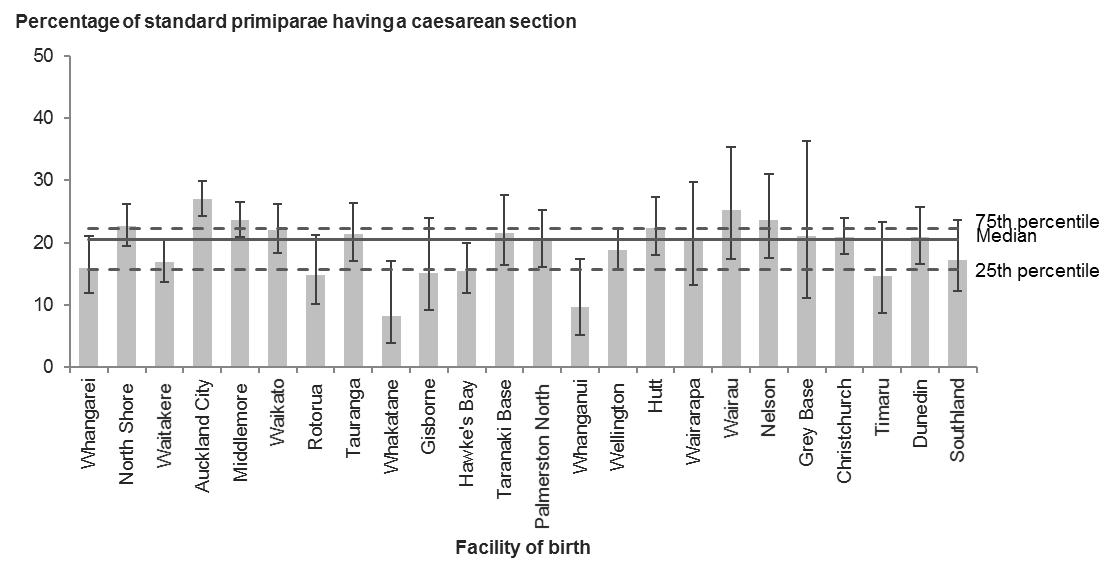 Percentage of standard primiparae having a caesarean section
50
40
30
20
10
0
75th percentile
Median
25th percentile
Whangarei
North Shore
Waitakere
Auckland City
Middlemore
Waikato
Rotorua
Tauranga
Whakatane
Gisborne
Hawke's Bay
Taranaki Base
Palmerston North
Whanganui
Wellington
Hutt
Wairarapa
Wairau
Nelson
Grey Base
Christchurch
Timaru
Dunedin
Southland
Facility of birth